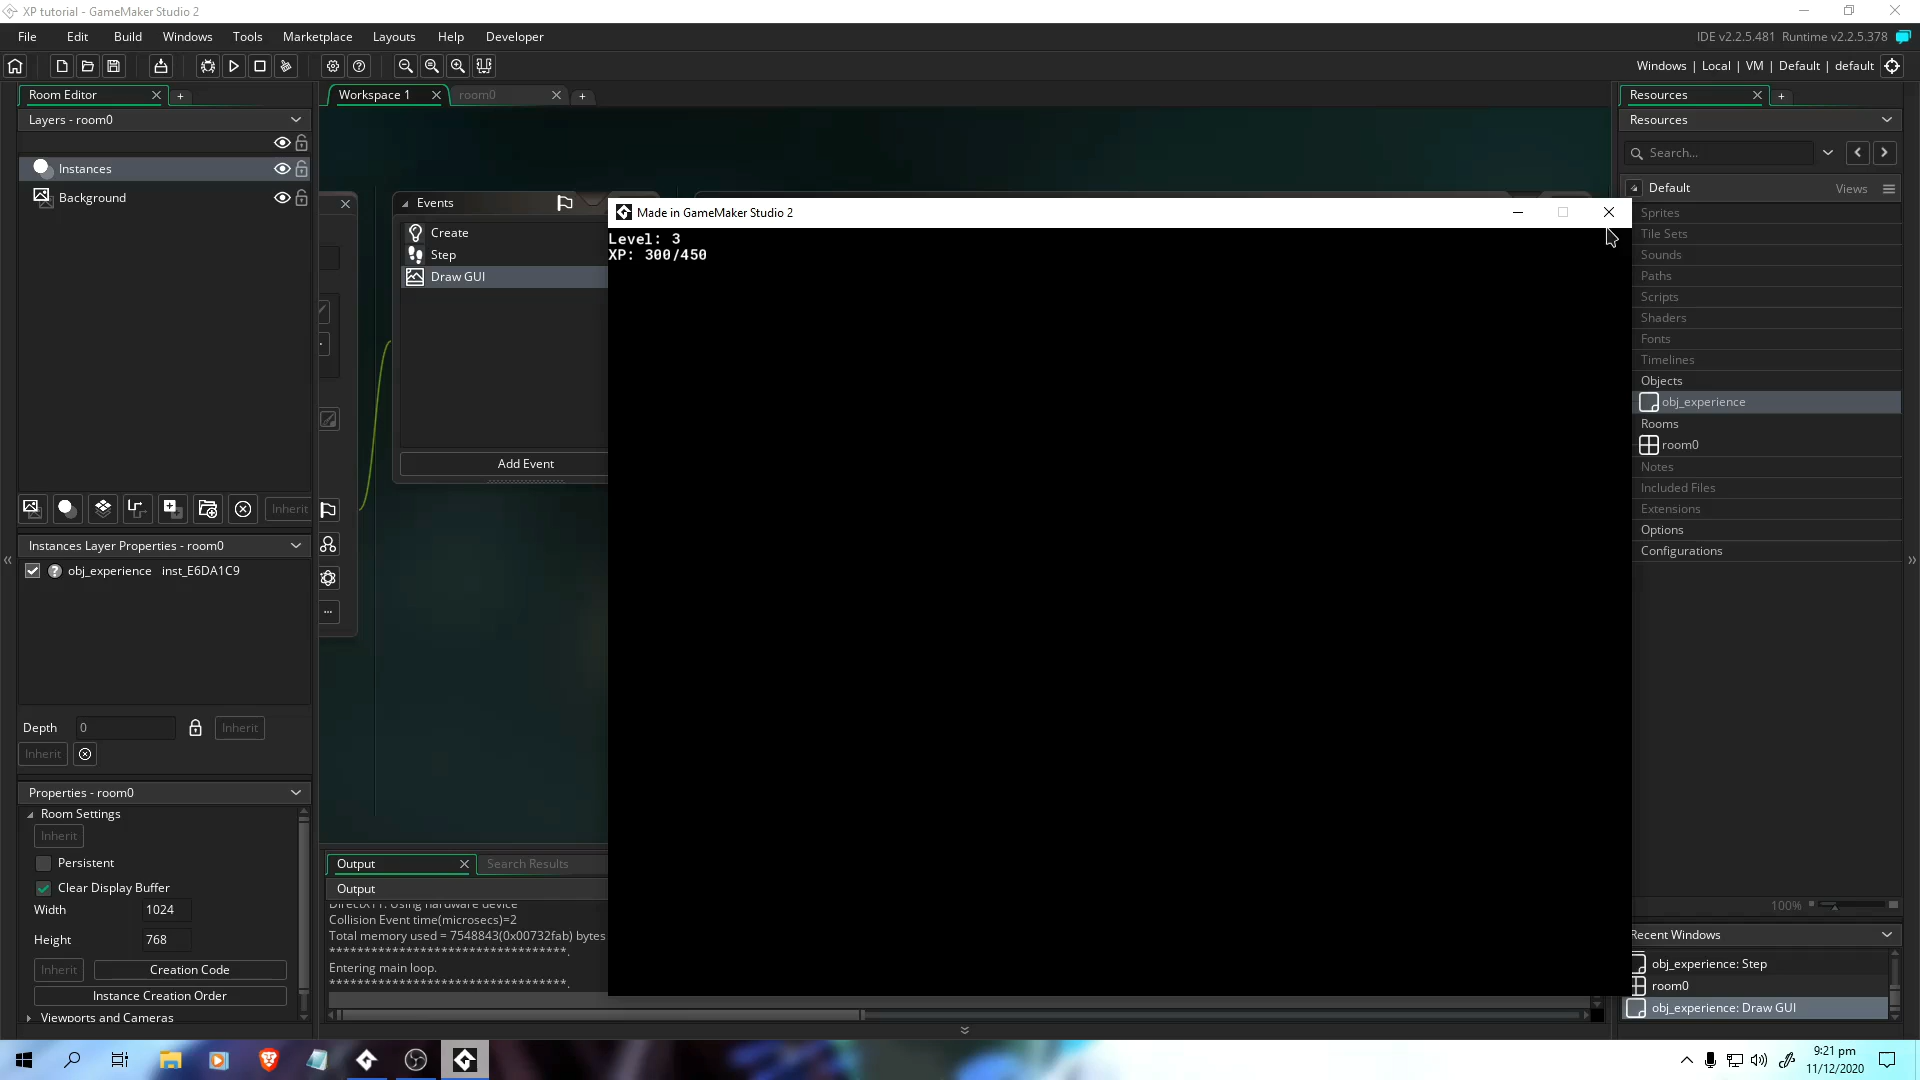 XP tutorial - GameMaker Studio 2
File Edit Build Windows Tools Marketplace Layouts Help Developer
IDE v2.2.5.481 Runtime v2.2.5.378
Windows | Local | VM | Default | default
Room Editor
Layers - room0
Instances
Background
Inherit
Instances Layer Properties - room0
obj_experience inst_E6DA1C9
Depth 0 Inherit
Inherit
Properties - room0
Room Settings
Inherit
Persistent
Clear Display Buffer
Width 1024
Height 768
Inherit Creation Code
Instance Creation Order
Viewports and Cameras
Workspace 1
room0
Events
Create
Step
Draw GUI
Add Event
Made in GameMaker Studio 2
Level: 3
XP: 300/450
Output
Search Results
Output
DirectX11: Using hardware device
Collision Event time(microsecs)=2
Total memory used = 7548843(0x00732fab) bytes
***********************************.
Entering main loop.
***********************************.
Resources
Resources
Search...
Default
Views
Sprites
Tile Sets
Sounds
Paths
Scripts
Shaders
Fonts
Timelines
Objects
obj_experience
Rooms
room0
Notes
Included Files
Extensions
Options
Configurations
100%
Recent Windows
obj_experience: Step
room0
obj_experience: Draw GUI
9:21 pm
11/12/2020